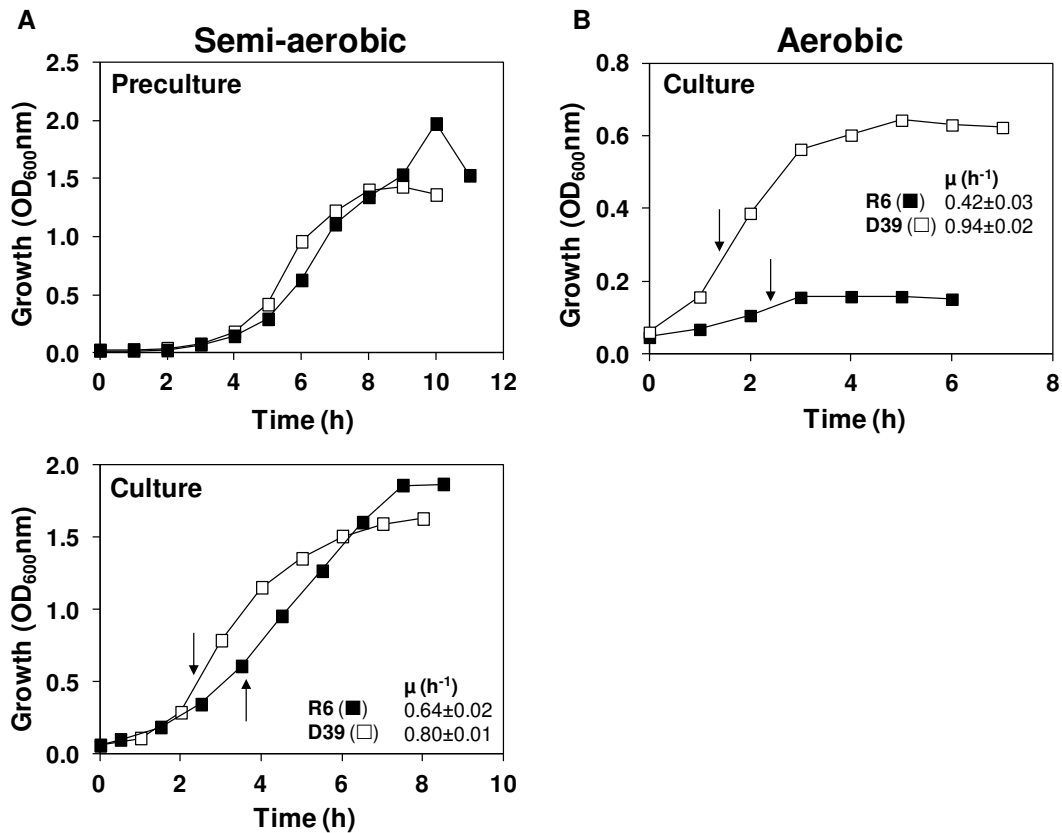 A
Semi-aerobic
Preculture
Growth (OD600nm)
2.5
2.0
1.5
1.0
0.5
0.0
0 2 4 6 8 10 12
Time (h)
Culture
Growth (OD600nm)
2.0
1.5
1.0
0.5
0.0
μ (h-1)
R6 (■) 0.64±0.02
D39 (□) 0.80±0.01
0 2 4 6 8 10
Time (h)
B
Aerobic
Culture
Growth (OD600nm)
0.8
0.6
0.4
0.2
0.0
μ (h-1)
R6 (■) 0.42±0.03
D39 (□) 0.94±0.02
0 2 4 6 8
Time (h)